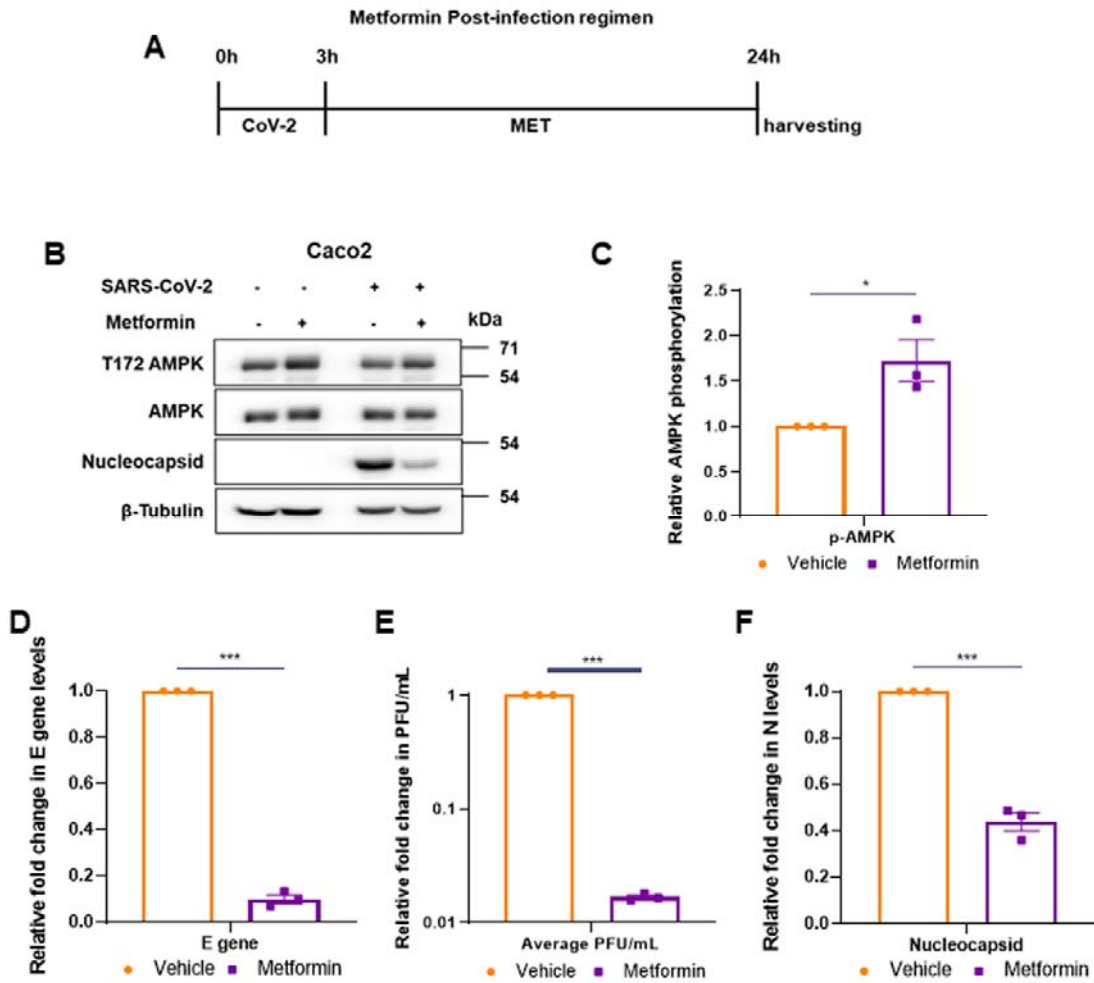 Metformin Post-infection regimen
A
0h 3h 24h
CoV-2 MET harvesting
B
Caco2
SARS-CoV-2 - - + +
Metformin - + - + kDa
T172 AMPK
71
54
AMPK
Nucleocapsid
54
β-Tubulin
54
C
Relative AMPK phosphorylation
2.5
2.0
1.5
1.0
0.5
0.0
*
p-AMPK
Vehicle Metformin
D
Relative fold change in E gene levels
1.0
0.8
0.6
0.4
0.2
0.0
***
E gene
Vehicle Metformin
E
Relative fold change in PFU/mL
1
0.1
0.01
***
Average PFU/mL
Vehicle Metformin
F
Relative fold change in N levels
1.0
0.8
0.6
0.4
0.2
0.0
***
Nucleocapsid
Vehicle Metformin